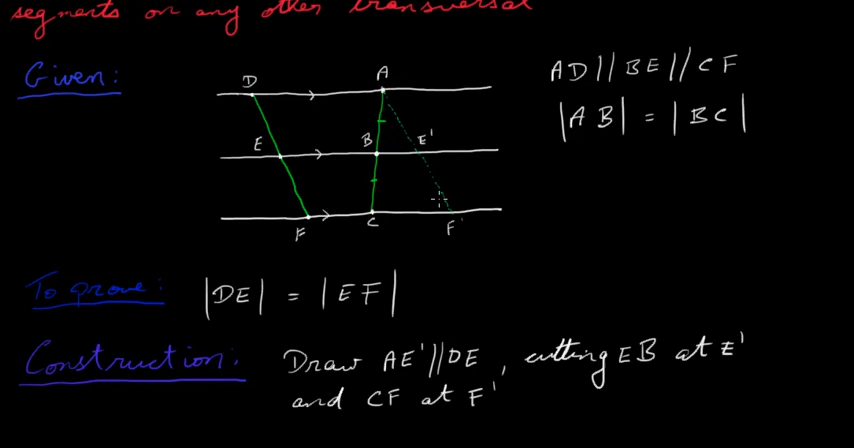 segments on any other transversal
Given:
D A
AD // BE // CF
|AB| = |BC|
E B E'
F C F'
To prove:
|DE| = |EF|
Construction:
Draw AE' // DE, cutting EB at E'
and CF at F'